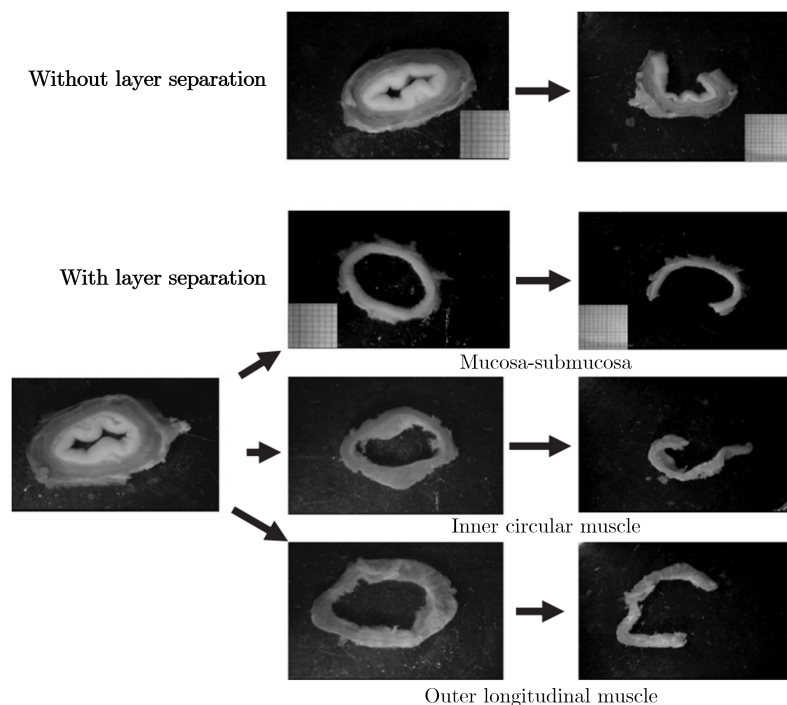 Without layer separation
With layer separation
Mucosa-submucosa
Inner circular muscle
Outer longitudinal muscle